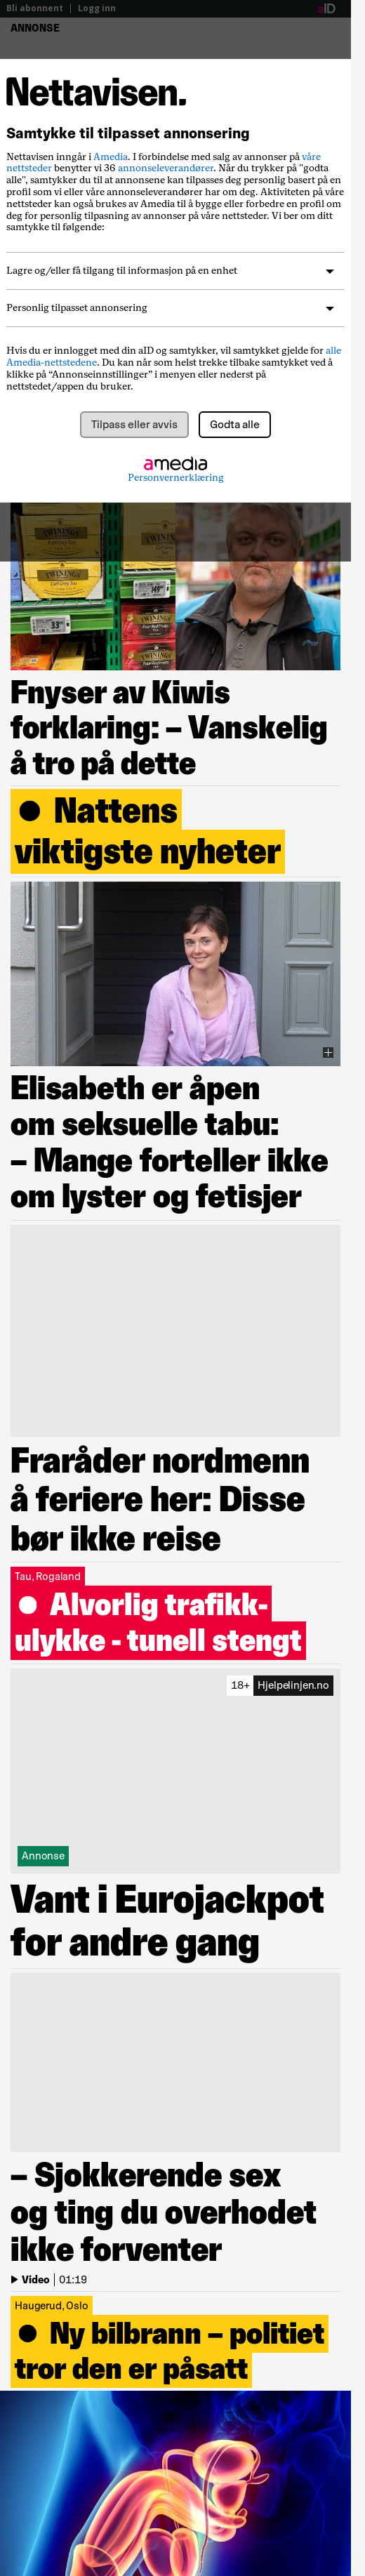 Bli abonnent | Logg inn
aID
ANNONSE
Nettavisen.
Samtykke til tilpasset annonsering
Nettavisen inngår i Amedia. I forbindelse med salg av annonser på våre
nettsteder benytter vi 36 annonseleverandører. Når du trykker på "godta
alle", samtykker du til at annonsene kan tilpasses deg personlig basert på en
profil som vi eller våre annonseleverandører har om deg. Aktiviteten på våre
nettsteder kan også brukes av Amedia til å bygge eller forbedre en profil om
deg for personlig tilpasning av annonser på våre nettsteder. Vi ber om ditt
samtykke til følgende:
Lagre og/eller få tilgang til informasjon på en enhet
Personlig tilpasset annonsering
Hvis du er innlogget med din aID og samtykker, vil samtykket gjelde for alle
Amedia-nettstedene. Du kan når som helst trekke tilbake samtykket ved å
klikke på “Annonseinnstillinger” i menyen eller nederst på
nettstedet/appen du bruker.
Tilpass eller avvis
Godta alle
amedia
Personvernerklæring
TWININGS
Fnyser av Kiwis
forklaring: – Vanskelig
å tro på dette
Nattens
viktigste nyheter
Elisabeth er åpen
om seksuelle tabu:
– Mange forteller ikke
om lyster og fetisjer
Fraråder nordmenn
å feriere her: Disse
bør ikke reise
Tau, Rogaland
Alvorlig trafikk-
ulykke - tunell stengt
18+ Hjelpelinjen.no
Annonse
Vant i Eurojackpot
for andre gang
– Sjokkerende sex
og ting du overhodet
ikke forventer
Video | 01:19
Haugerud, Oslo
Ny bilbrann – politiet
tror den er påsatt